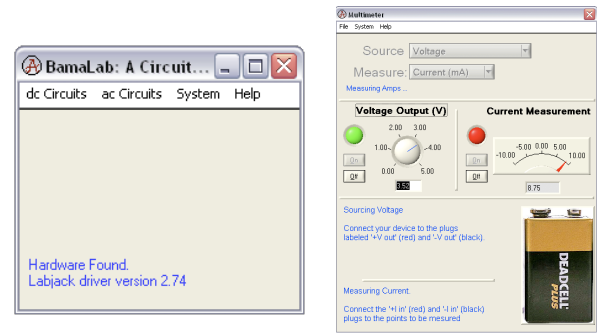 BamaLab: A Circuit...
dc Circuits ac Circuits System Help
Hardware Found.
Labjack driver version 2.74
Multimeter
File System Help
Source Voltage
Measure: Current (mA)
Measuring Amps ..
Voltage Output (V)
2.00 3.00
1.00 4.00
0.00 5.00
On
Off
3.52
Current Measurement
-5.00 0.00 5.00
-10.00 10.00
On
Off
8.75
Sourcing Voltage
Connect your device to the plugs
labeled '+V out' (red) and '-V out' (black).
Measuring Current.
Connect the '+I in' (red) and '-I in' (black)
plugs to the points to be mesured
DEADCELL
PLUS